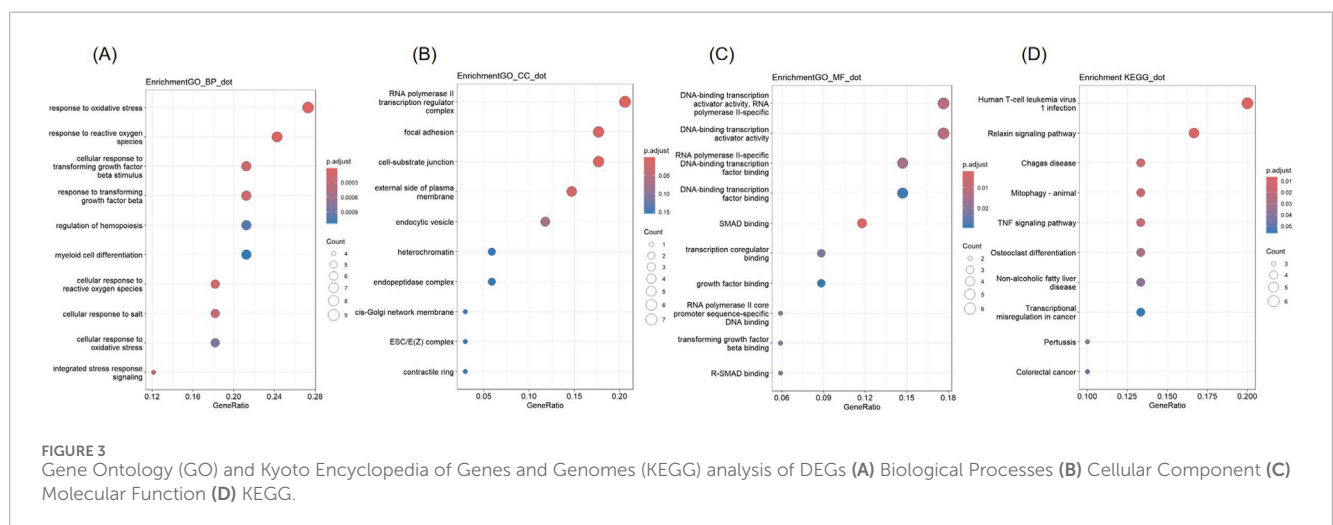 (A)
EnrichmentGO_BP_dot
response to oxidative stress
response to reactive oxygen
species
cellular response to
transforming growth factor
beta stimulus
response to transforming
growth factor beta
regulation of hemopoiesis
myeloid cell differentiation
cellular response to
reactive oxygen species
cellular response to salt
cellular response to
oxidative stress
integrated stress response
signaling
0.12 0.16 0.20 0.24 0.28
GeneRatio
p.adjust
0.0003
0.0006
0.0009
Count
4
5
6
7
8
9
(B)
EnrichmentGO_CC_dot
RNA polymerase II
transcription regulator
complex
focal adhesion
cell-substrate junction
external side of plasma
membrane
endocytic vesicle
heterochromatin
endopeptidase complex
cis-Golgi network membrane
ESC/E(Z) complex
contractile ring
0.05 0.10 0.15 0.20
GeneRatio
p.adjust
0.05
0.10
0.15
Count
1
2
3
4
5
6
7
(C)
EnrichmentGO_MF_dot
DNA-binding transcription
activator activity, RNA
polymerase II-specific
DNA-binding transcription
activator activity
RNA polymerase II-specific
DNA-binding transcription
factor binding
DNA-binding transcription
factor binding
SMAD binding
transcription coregulator
binding
growth factor binding
RNA polymerase II core
promoter sequence-specific
DNA binding
transforming growth factor
beta binding
R-SMAD binding
0.06 0.09 0.12 0.15 0.18
GeneRatio
p.adjust
0.01
0.02
Count
2
3
4
5
6
(D)
Enrichment KEGG_dot
Human T-cell leukemia virus
1 infection
Relaxin signaling pathway
Chagas disease
Mitophagy - animal
TNF signaling pathway
Osteoclast differentiation
Non-alcoholic fatty liver
disease
Transcriptional
misregulation in cancer
Pertussis
Colorectal cancer
0.100 0.125 0.150 0.175 0.200
GeneRatio
p.adjust
0.01
0.02
0.03
0.04
0.05
Count
3
4
5
6
FIGURE 3
Gene Ontology (GO) and Kyoto Encyclopedia of Genes and Genomes (KEGG) analysis of DEGs (A) Biological Processes (B) Cellular Component (C)
Molecular Function (D) KEGG.